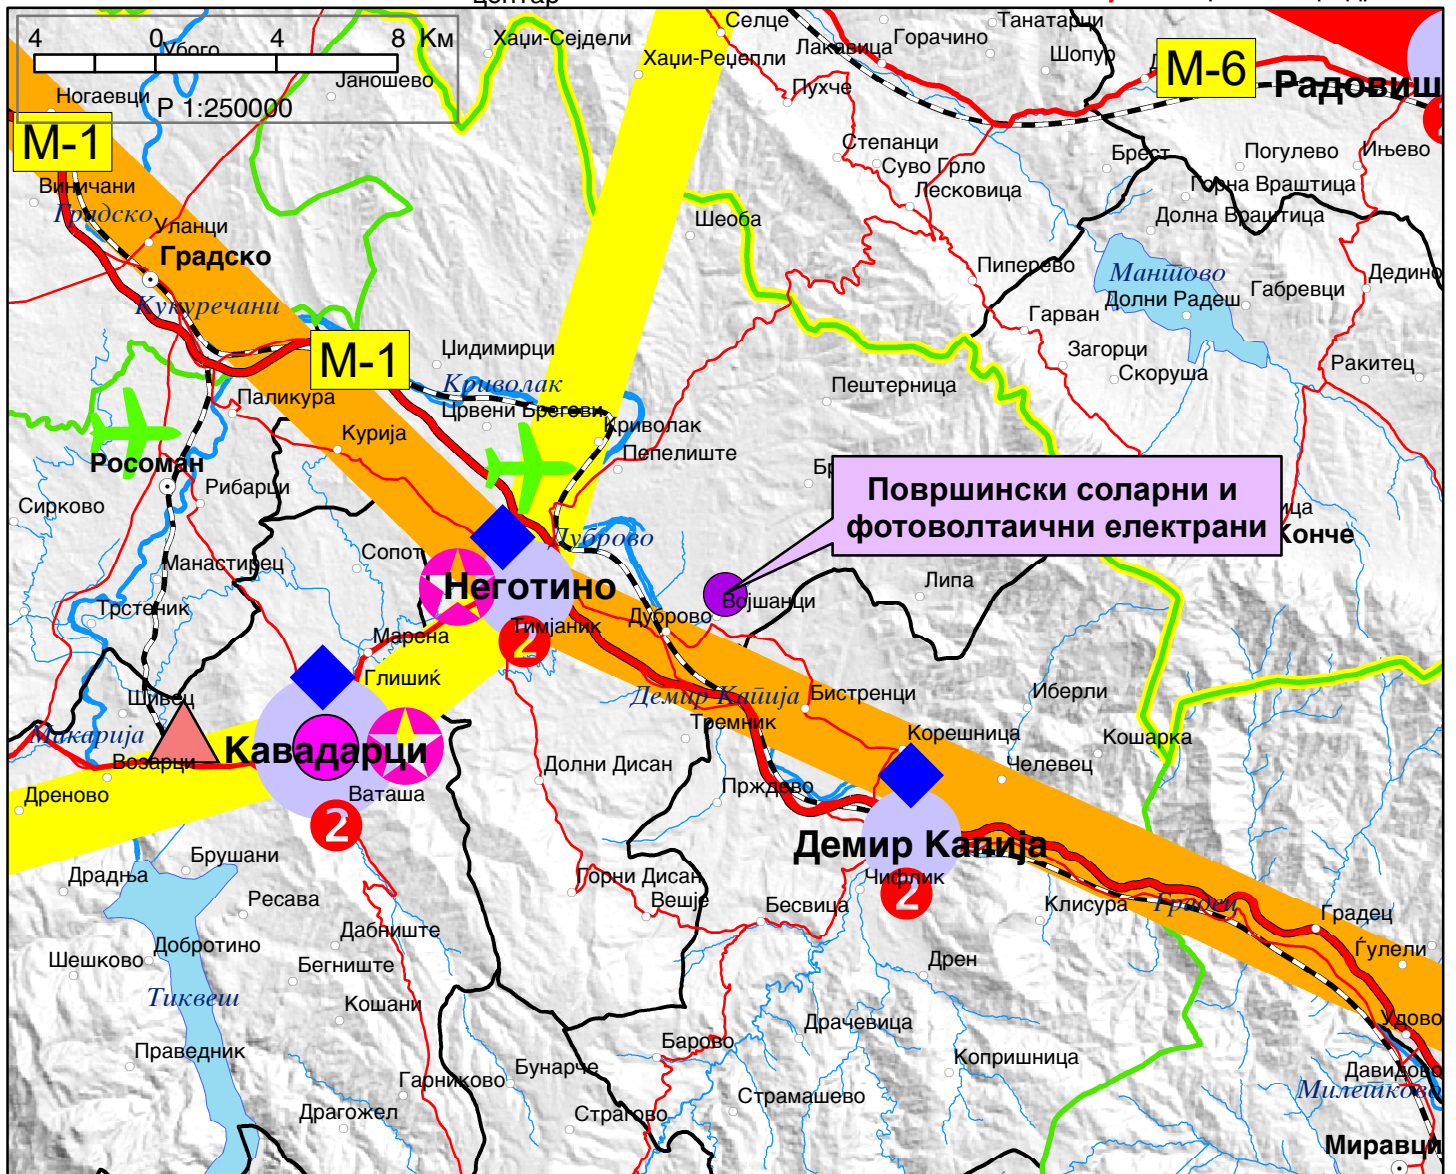 центар
4 0 4 8 Км
Р 1:250000
Убого
Јаношево
Ногаевци
М-1
Хаџи-Сејдели
Селце
Хаџи-Реџепли
Лакавица
Горачино
Танатарци
Шопур
М-6
Радовиш
Пухче
Степанци
Суво Грло
Лесковица
Брест
Погулево
Ињево
Горна Враштица
Долна Враштица
Виничани
Градско
Уланци
Градско
Шеоба
Пиперево
Мантово
Долни Радеш
Габревци
Дедино
Кукуречани
Гарван
М-1
Џидимирци
Криволак
Загорци
Скоруша
Ракитец
Пештерница
Паликура
Црвени Брегови
Курија
Криволак
Пепелиште
Росоман
Рибарци
Сирково
Површински соларни и
фотоволтаични електрани
Конче
Дуброво
Сопот
Манастирец
Неготино
Липа
Војшанци
Трстеник
Тимјаник
Дуброво
2
Марена
Глишиќ
Шивец
Демир Капија
Бистренци
Иберли
Тремник
Корешница
Кошарка
Макарија
Кавадарци
Возарци
Долни Дисан
Челевец
Прждево
Дреново
Ваташа
2
Демир Капија
Брушани
Драдња
Ресава
Горни Дисан
Вешје
Чифлик
2
Бесвица
Клисура
Градец
Градец
Добротино
Дабниште
Ѓулели
Шешково
Бегниште
Дрен
Тиквеш
Кошани
Драчевица
Удово
Праведник
Барово
Копришница
Гарниково
Бунарче
Давидово
Милетково
Драгожел
Страгово
Страмашево
Миравци